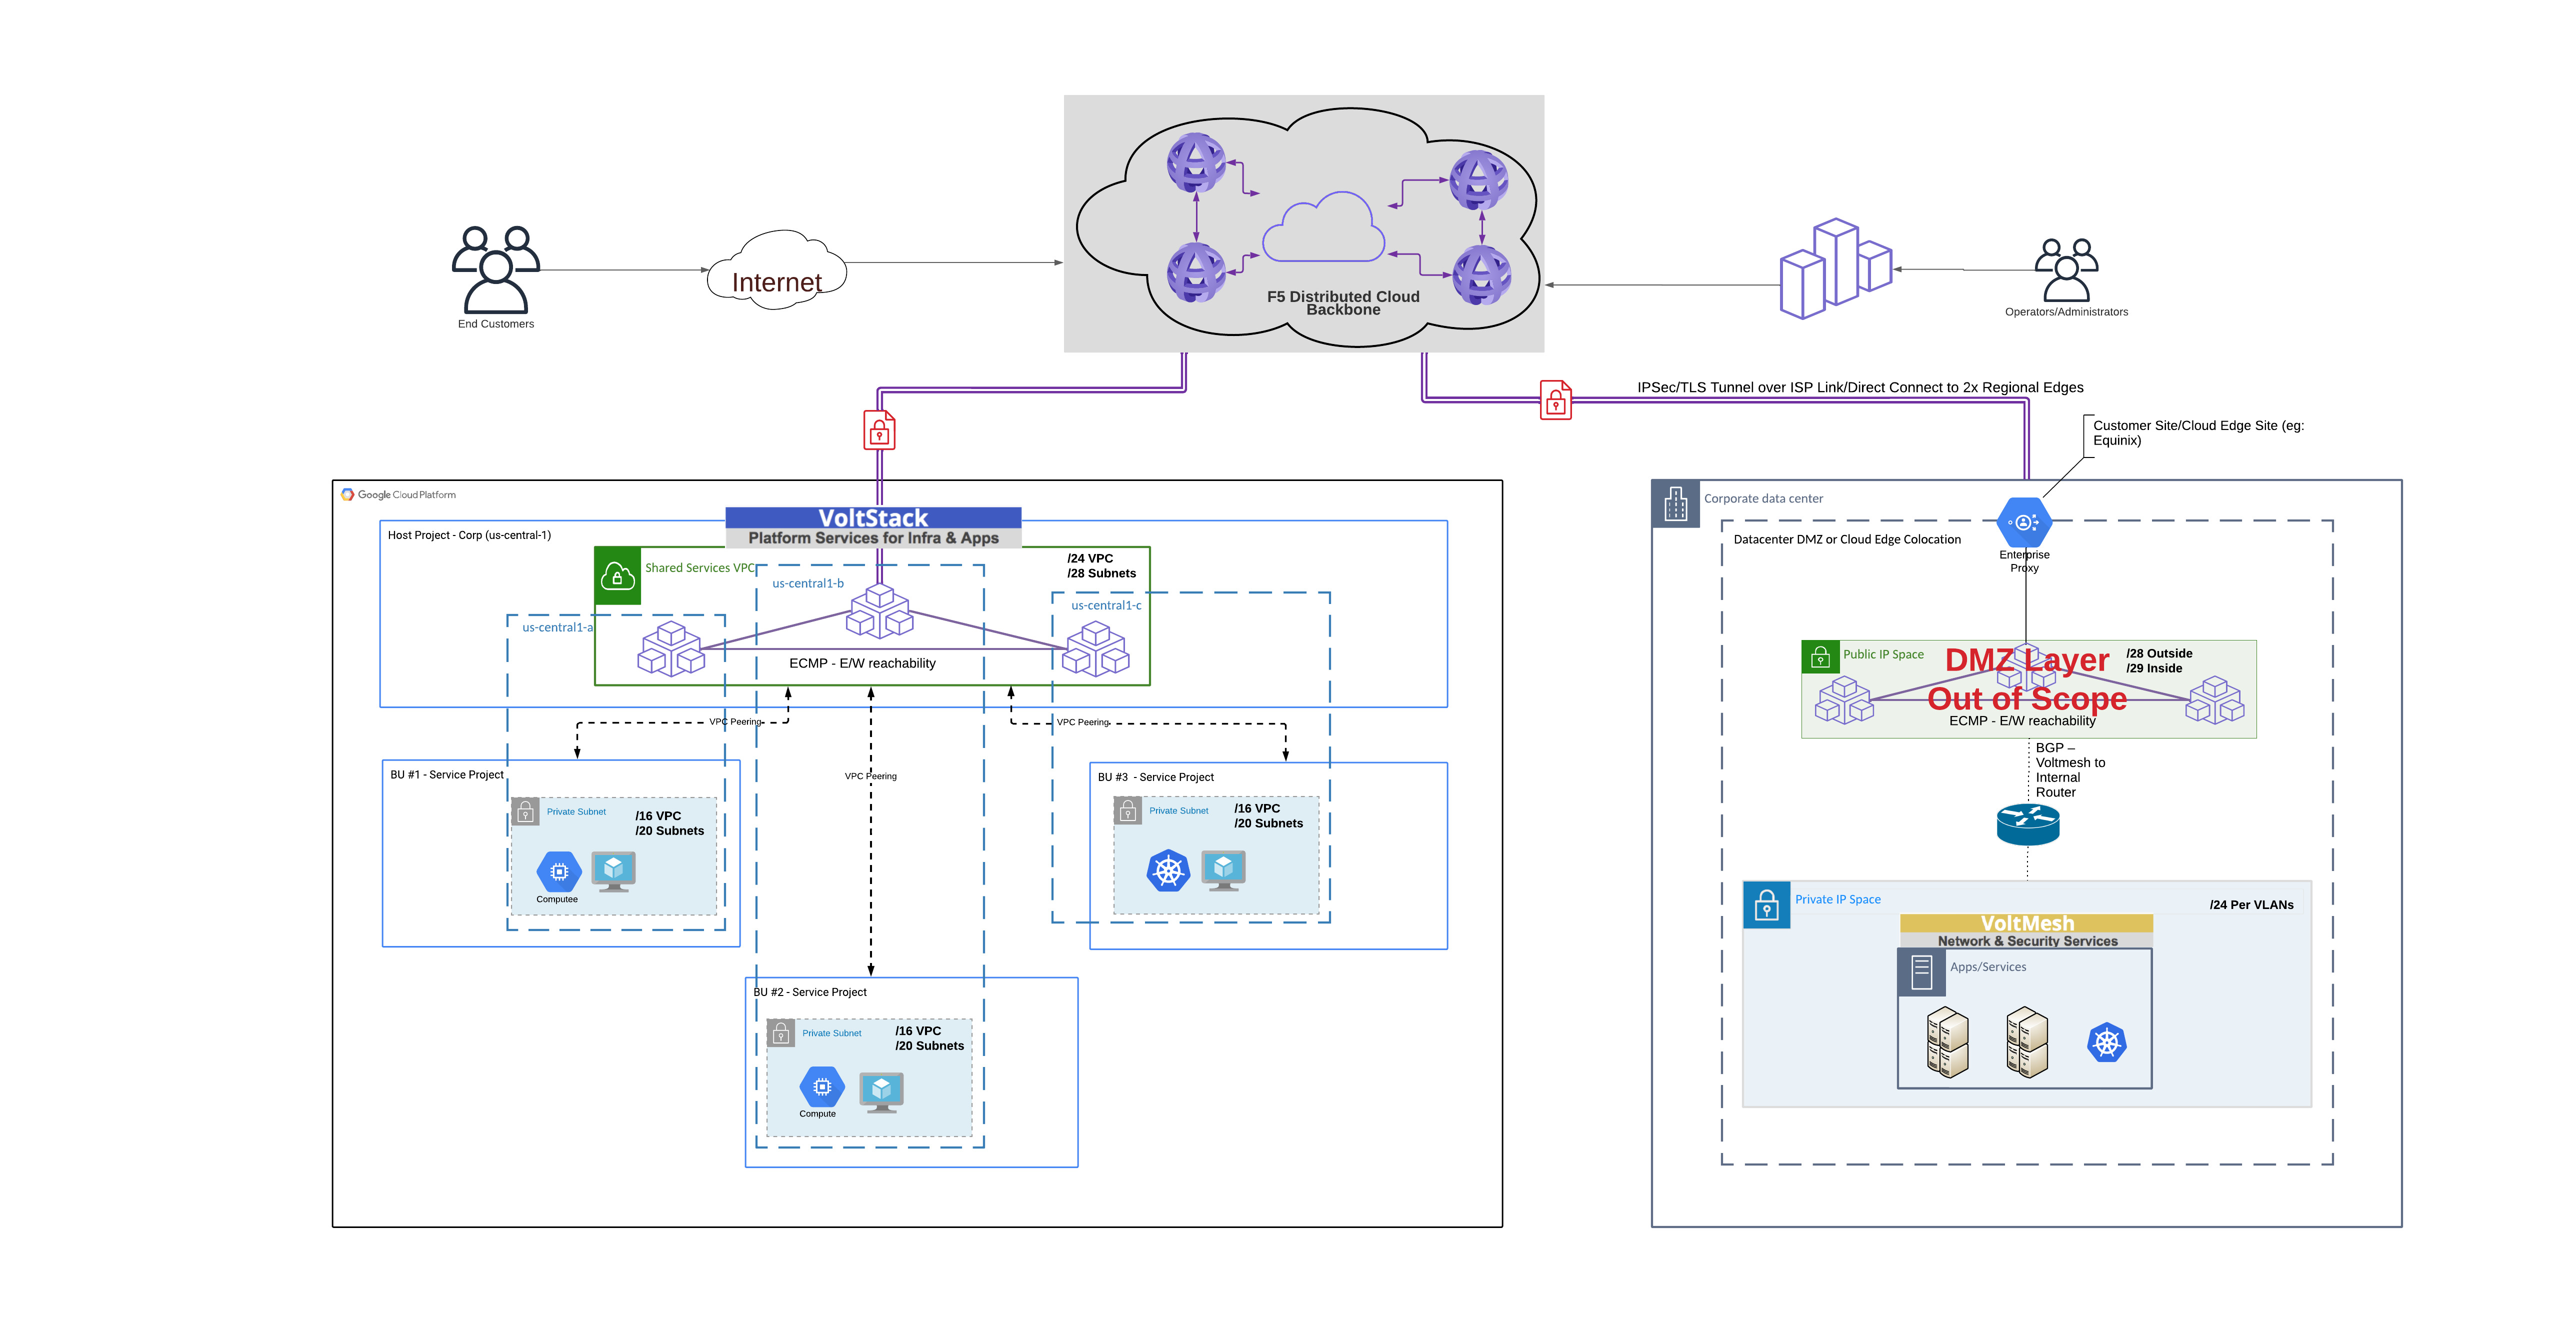 F5 Distributed Cloud
Backbone
Internet
End Customers
Operators/Administrators
IPSec/TLS Tunnel over ISP Link/Direct Connect to 2x Regional Edges
Customer Site/Cloud Edge Site (eg:
Equinix)
Google Cloud Platform
VoltStack
Platform Services for Infra & Apps
Host Project - Corp (us-central-1)
Shared Services VPC
/24 VPC
/28 Subnets
us-central1-b
us-central1-c
us-central1-a
ECMP - E/W reachability
VPC Peering
VPC Peering
VPC Peering
BU #1 - Service Project
Private Subnet
/16 VPC
/20 Subnets
Computee
BU #3 - Service Project
Private Subnet
/16 VPC
/20 Subnets
BU #2 - Service Project
Private Subnet
/16 VPC
/20 Subnets
Compute
Corporate data center
Datacenter DMZ or Cloud Edge Colocation
Enterprise
Proxy
Public IP Space
DMZ Layer
Out of Scope
/28 Outside
/29 Inside
ECMP - E/W reachability
BGP –
Voltmesh to
Internal
Router
Private IP Space
/24 Per VLANs
VoltMesh
Network & Security Services
Apps/Services